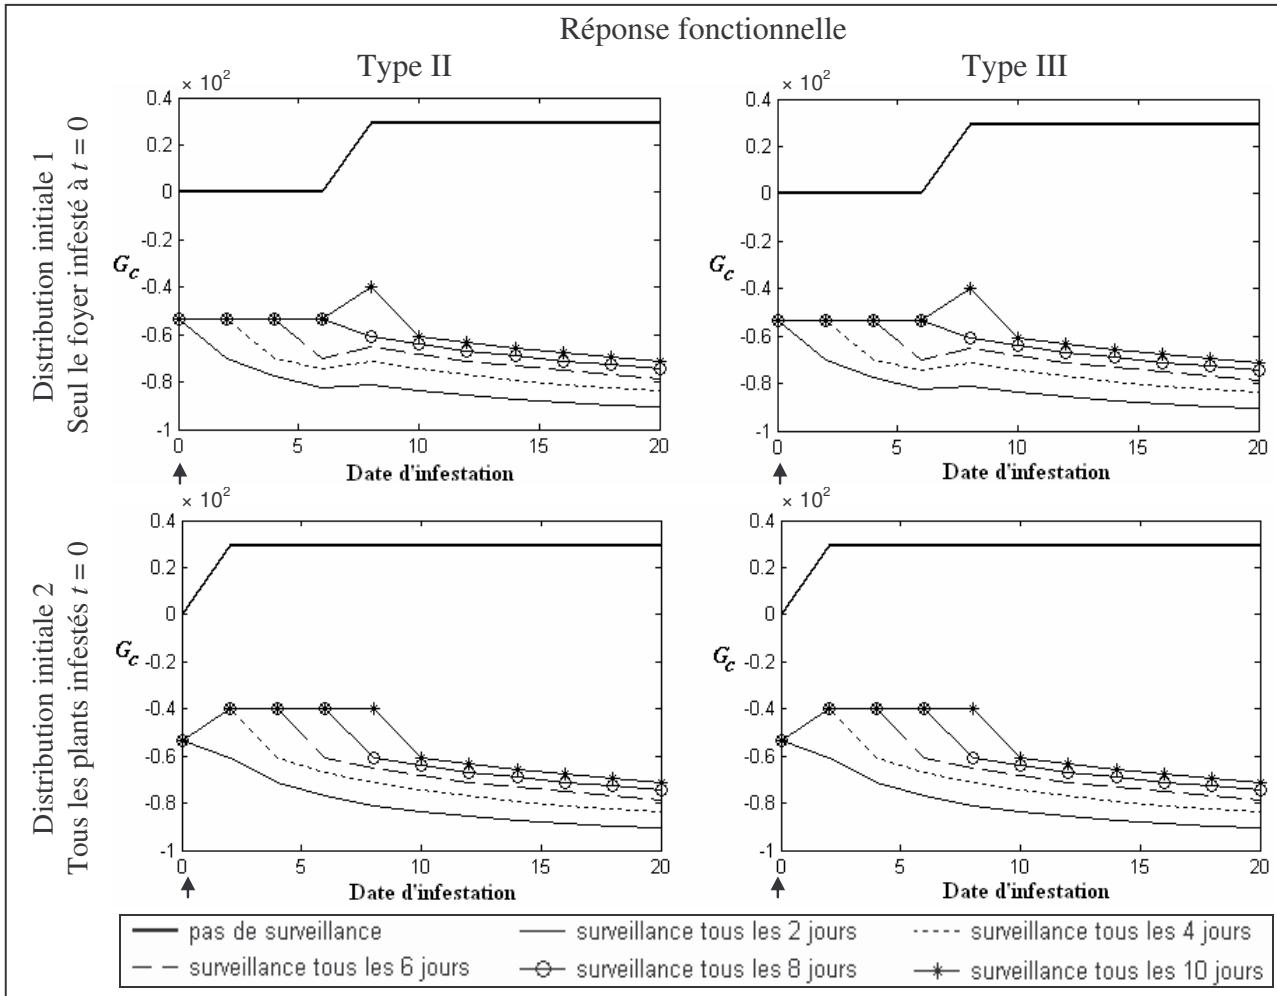 Réponse fonctionnelle
Type II
Type III
Distribution initiale 1
Seul le foyer infesté à t = 0
× 10²
0.4
0.2
0
-0.2
-0.4
-0.6
-0.8
-1
G_c
0 5 10 15 20
Date d'infestation
× 10²
0.4
0.2
0
-0.2
-0.4
-0.6
-0.8
-1
G_c
0 5 10 15 20
Date d'infestation
Distribution initiale 2
Tous les plants infestés t = 0
× 10²
0.4
0.2
0
-0.2
-0.4
-0.6
-0.8
-1
G_c
0 5 10 15 20
Date d'infestation
× 10²
0.4
0.2
0
-0.2
-0.4
-0.6
-0.8
-1
G_c
0 5 10 15 20
Date d'infestation
pas de surveillance
surveillance tous les 2 jours
surveillance tous les 4 jours
surveillance tous les 6 jours
surveillance tous les 8 jours
surveillance tous les 10 jours